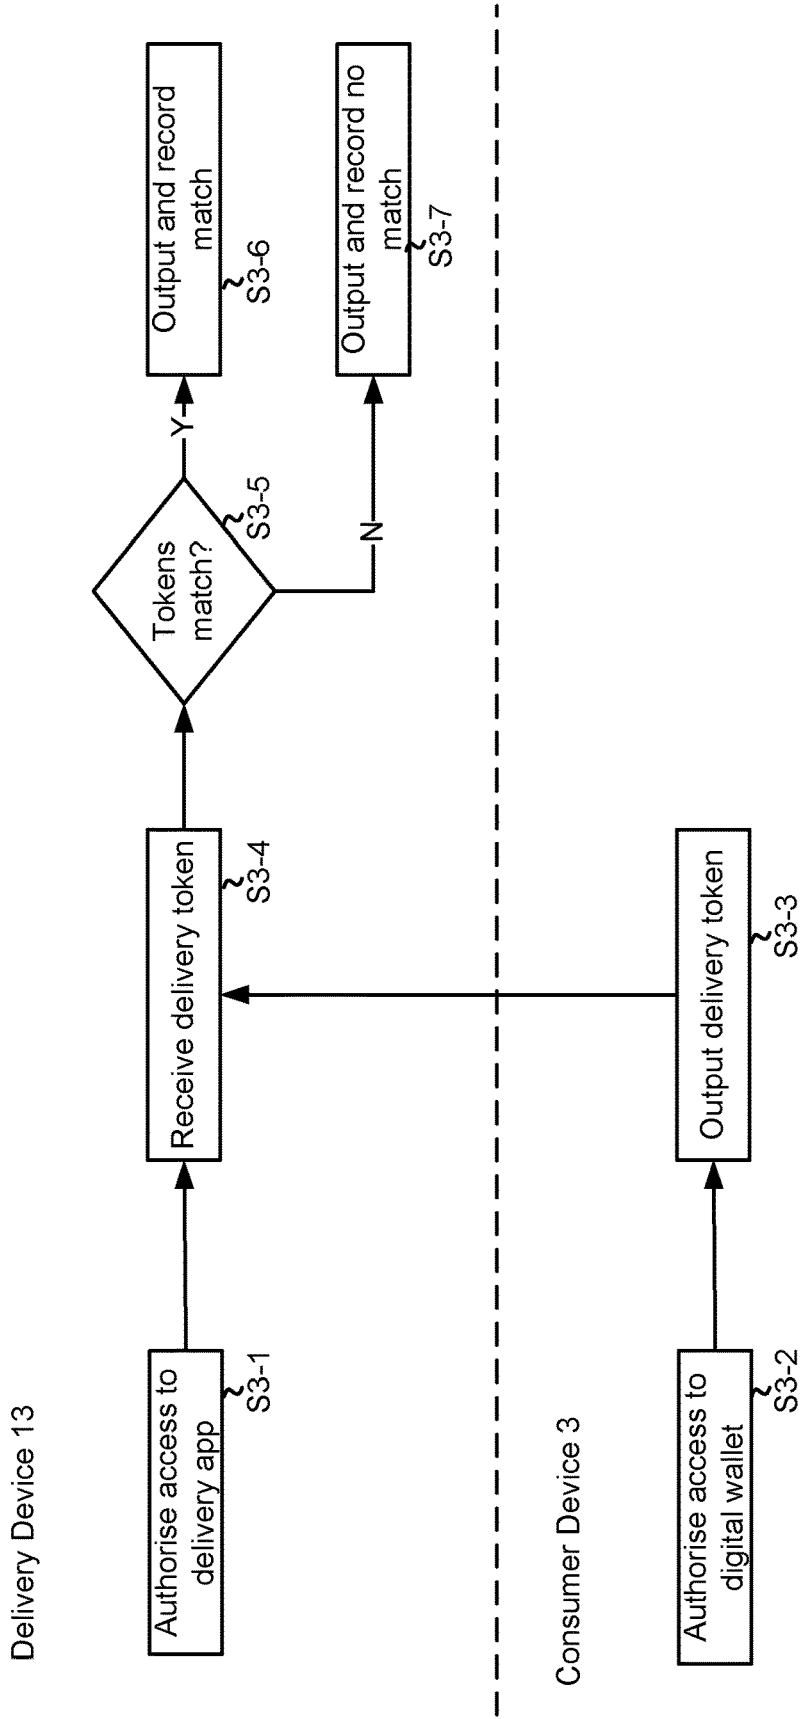 Delivery Device 13
Authorise access to
delivery app
S3-1
Receive delivery token
S3-4
Tokens
match?
S3-5
Y
N
Output and record
match
S3-6
Output and record no
match
S3-7
Consumer Device 3
Authorise access to
digital wallet
S3-2
Output delivery token
S3-3